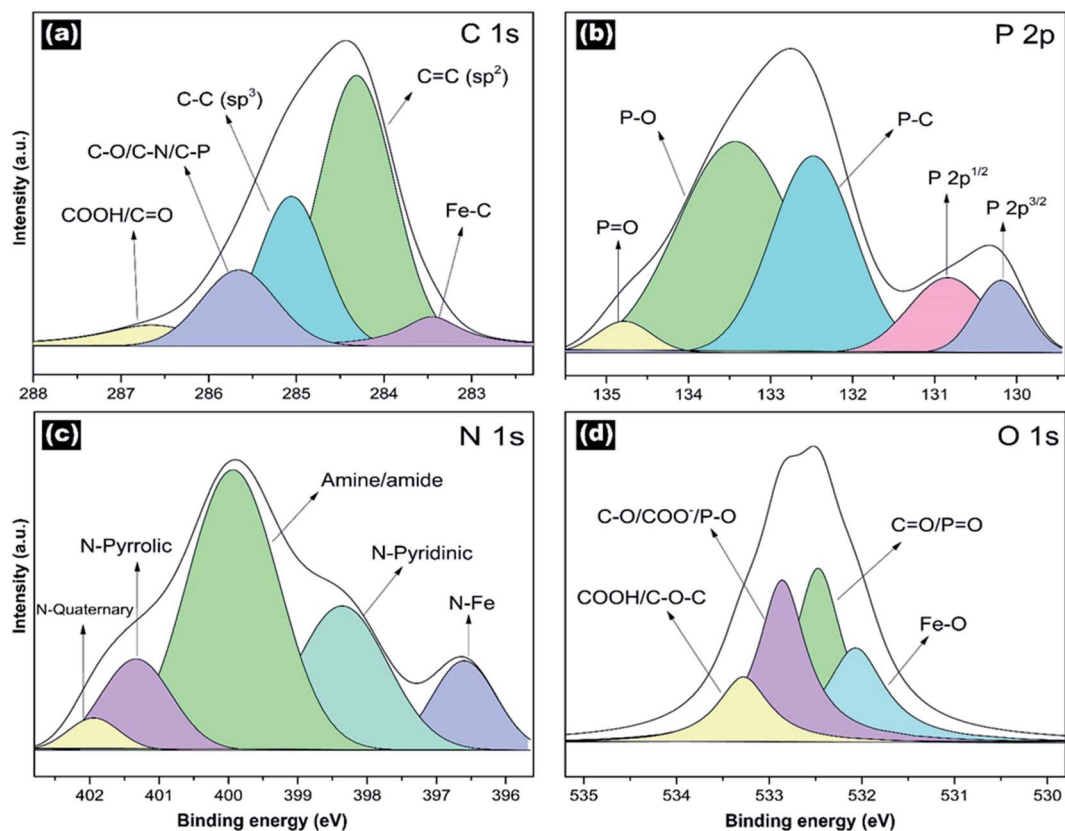 (a)
C 1s
C=C (sp²)
C-C (sp³)
C-O/C-N/C-P
COOH/C=O
Fe-C
Intensity (a.u.)
288 287 286 285 284 283
(b)
P 2p
P-O
P-C
P 2p¹/²
P 2p³/²
P=O
135 134 133 132 131 130
(c)
N 1s
Amine/amide
N-Pyrrolic
N-Pyridinic
N-Quaternary
N-Fe
Intensity (a.u.)
402 401 400 399 398 397 396
Binding energy (eV)
(d)
O 1s
C-O/COO⁻/P-O
C=O/P=O
COOH/C-O-C
Fe-O
535 534 533 532 531 530
Binding energy (eV)